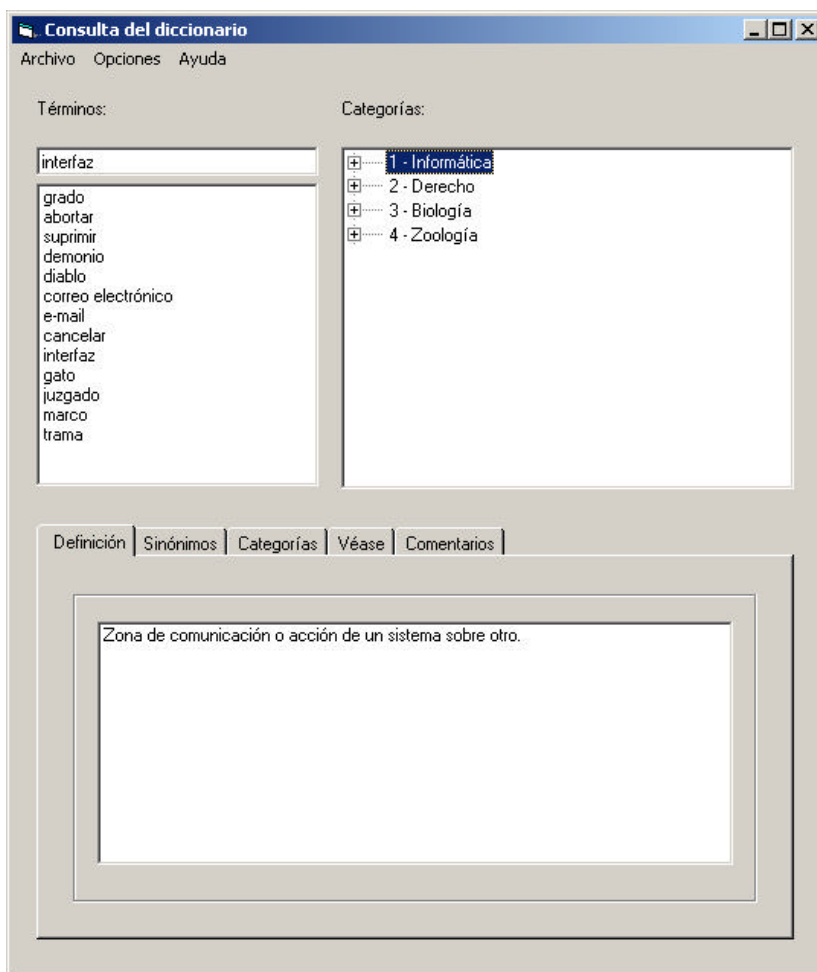 Consulta del diccionario
Archivo Opciones Ayuda
Términos:
interfaz
grado
abortar
suprimir
demonio
diablo
correo electrónico
e-mail
cancelar
interfaz
gato
juzgado
marco
trama
Categorías:
1 - Informática
2 - Derecho
3 - Biología
4 - Zoología
Definición Sinónimos Categorías Véase Comentarios
Zona de comunicación o acción de un sistema sobre otro.